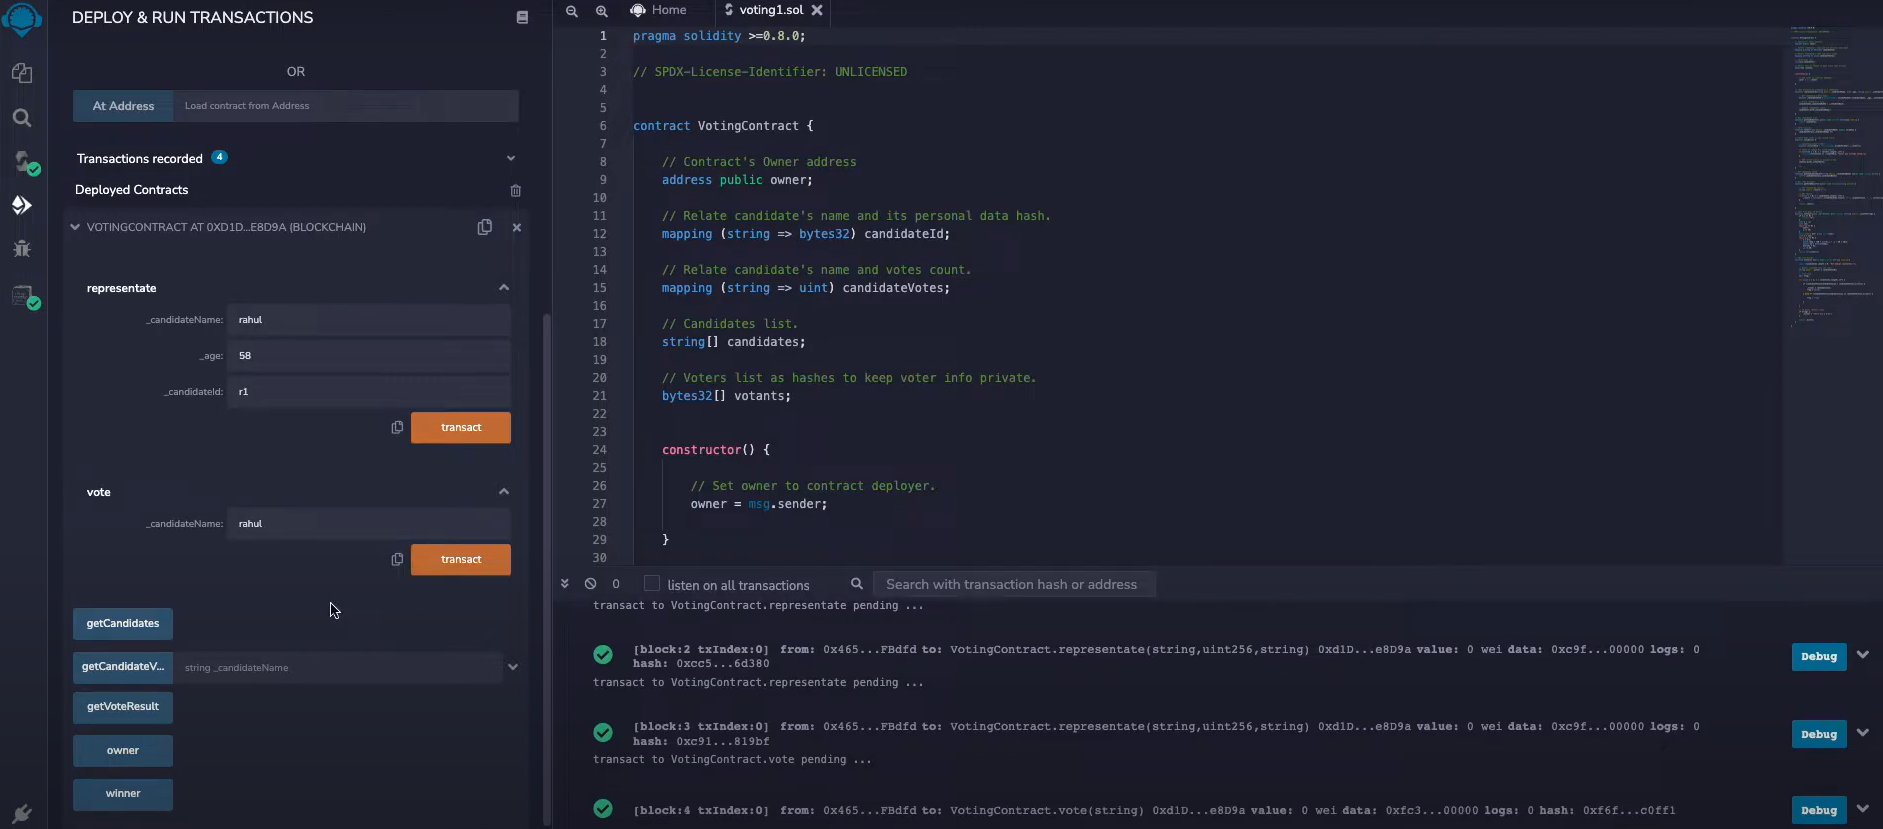 DEPLOY & RUN TRANSACTIONS
OR
At Address
Load contract from Address
Transactions recorded 4
Deployed Contracts
VOTINGCONTRACT AT 0XD1D...E8D9A (BLOCKCHAIN)
representate
_candidateName: rahul
_age: 58
_candidateId: r1
transact
vote
_candidateName: rahul
transact
getCandidates
getCandidateV... string _candidateName
getVoteResult
owner
winner
Home
voting1.sol
1 pragma solidity >=0.8.0;
2
3 // SPDX-License-Identifier: UNLICENSED
4
5
6 contract VotingContract {
7
8 // Contract's Owner address
9 address public owner;
10
11 // Relate candidate's name and its personal data hash.
12 mapping (string => bytes32) candidateId;
13
14 // Relate candidate's name and votes count.
15 mapping (string => uint) candidateVotes;
16
17 // Candidates list.
18 string[] candidates;
19
20 // Voters list as hashes to keep voter info private.
21 bytes32[] votants;
22
23
24 constructor() {
25
26 // Set owner to contract deployer.
27 owner = msg.sender;
28
29 }
30
0 listen on all transactions Search with transaction hash or address
transact to VotingContract.representate pending ...
[block:2 txIndex:0] from: 0x465...FBdfd to: VotingContract.representate(string,uint256,string) 0xd1D...e8D9a value: 0 wei data: 0xc9f...00000 logs: 0
hash: 0xcc5...6d380
Debug
transact to VotingContract.representate pending ...
[block:3 txIndex:0] from: 0x465...FBdfd to: VotingContract.representate(string,uint256,string) 0xd1D...e8D9a value: 0 wei data: 0xc9f...00000 logs: 0
hash: 0xc91...819bf
Debug
transact to VotingContract.vote pending ...
[block:4 txIndex:0] from: 0x465...FBdfd to: VotingContract.vote(string) 0xd1D...e8D9a value: 0 wei data: 0xfc3...00000 logs: 0 hash: 0xf6f...c0ff1
Debug